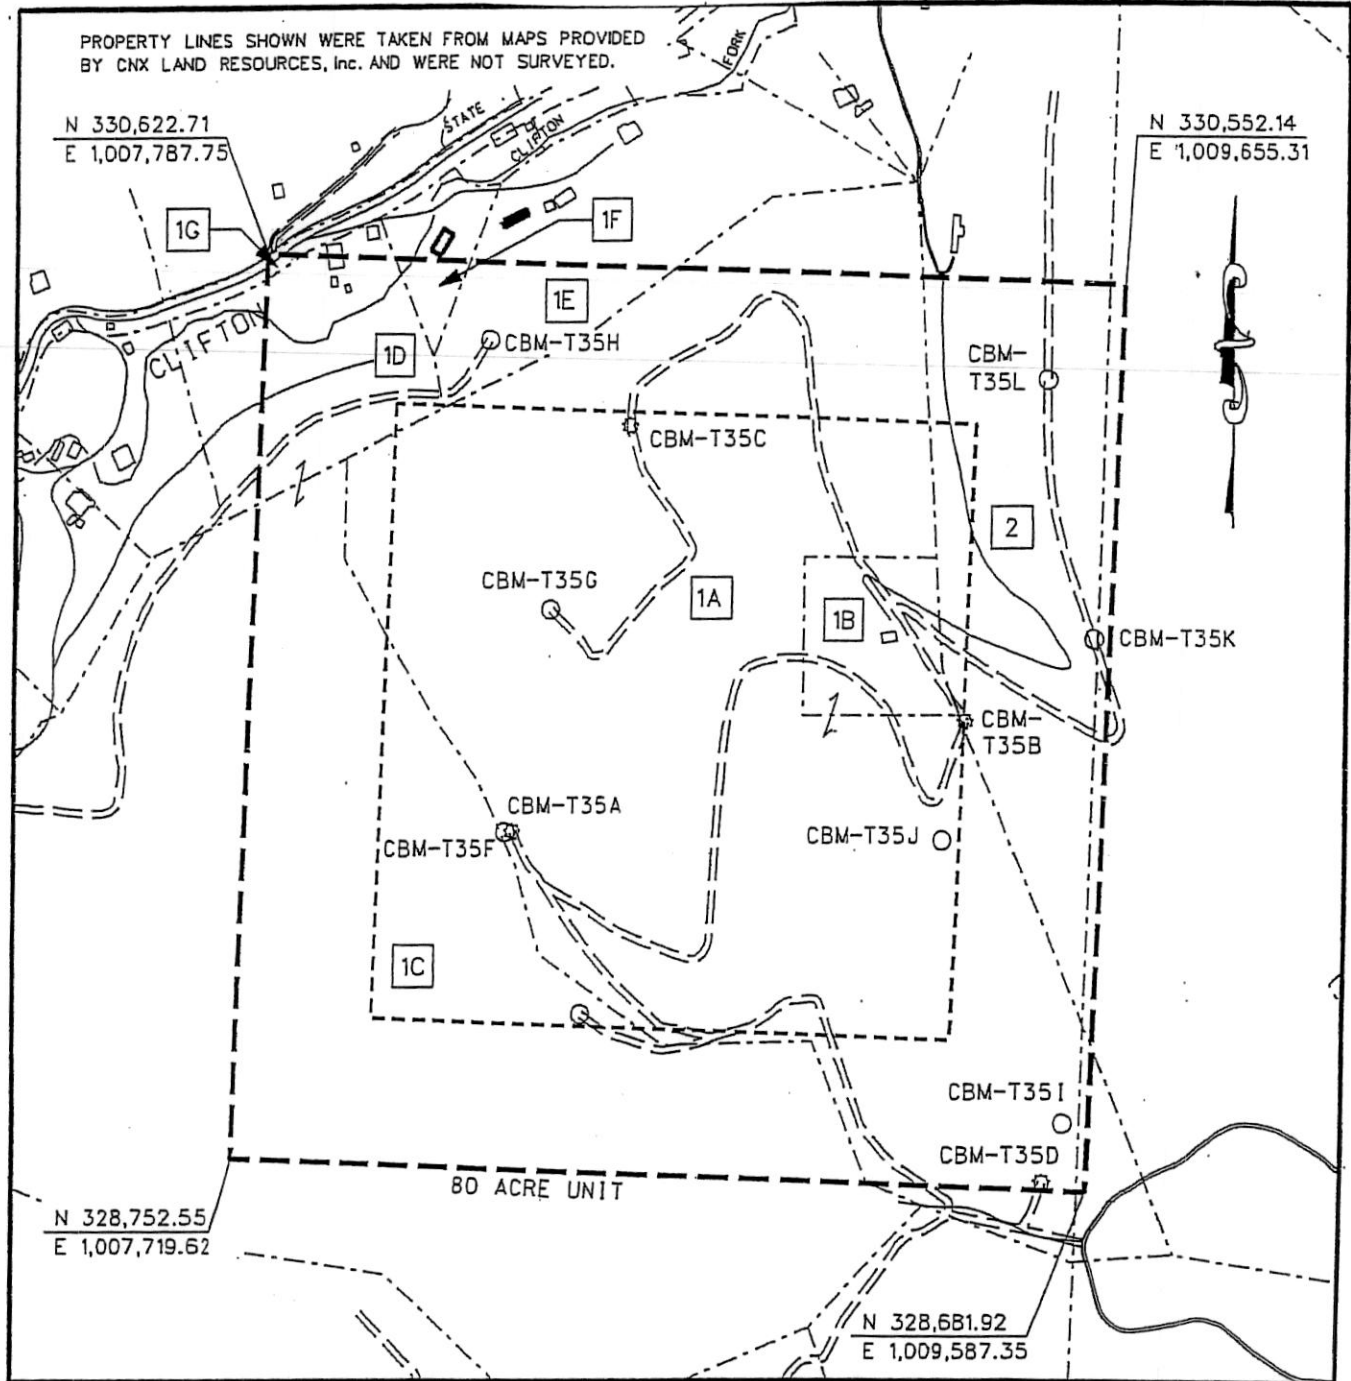 PROPERTY LINES SHOWN WERE TAKEN FROM MAPS PROVIDED
BY CNX LAND RESOURCES, Inc. AND WERE NOT SURVEYED.
FORK
STATE
CLIFTON
N 330,622.71
E 1,007,787.75
N 330,552.14
E 1,009,655.31
1G
1F
1E
CLIFTON
1D
CBM-T35H
CBM-
T35L
CBM-T35C
2
CBM-T35G
1A
1B
CBM-T35K
CBM-
T35B
CBM-T35A
CBM-T35F
CBM-T35J
1C
CBM-T35I
CBM-T35D
80 ACRE UNIT
N 328,752.55
E 1,007,719.62
N 328,681.92
E 1,009,587.35